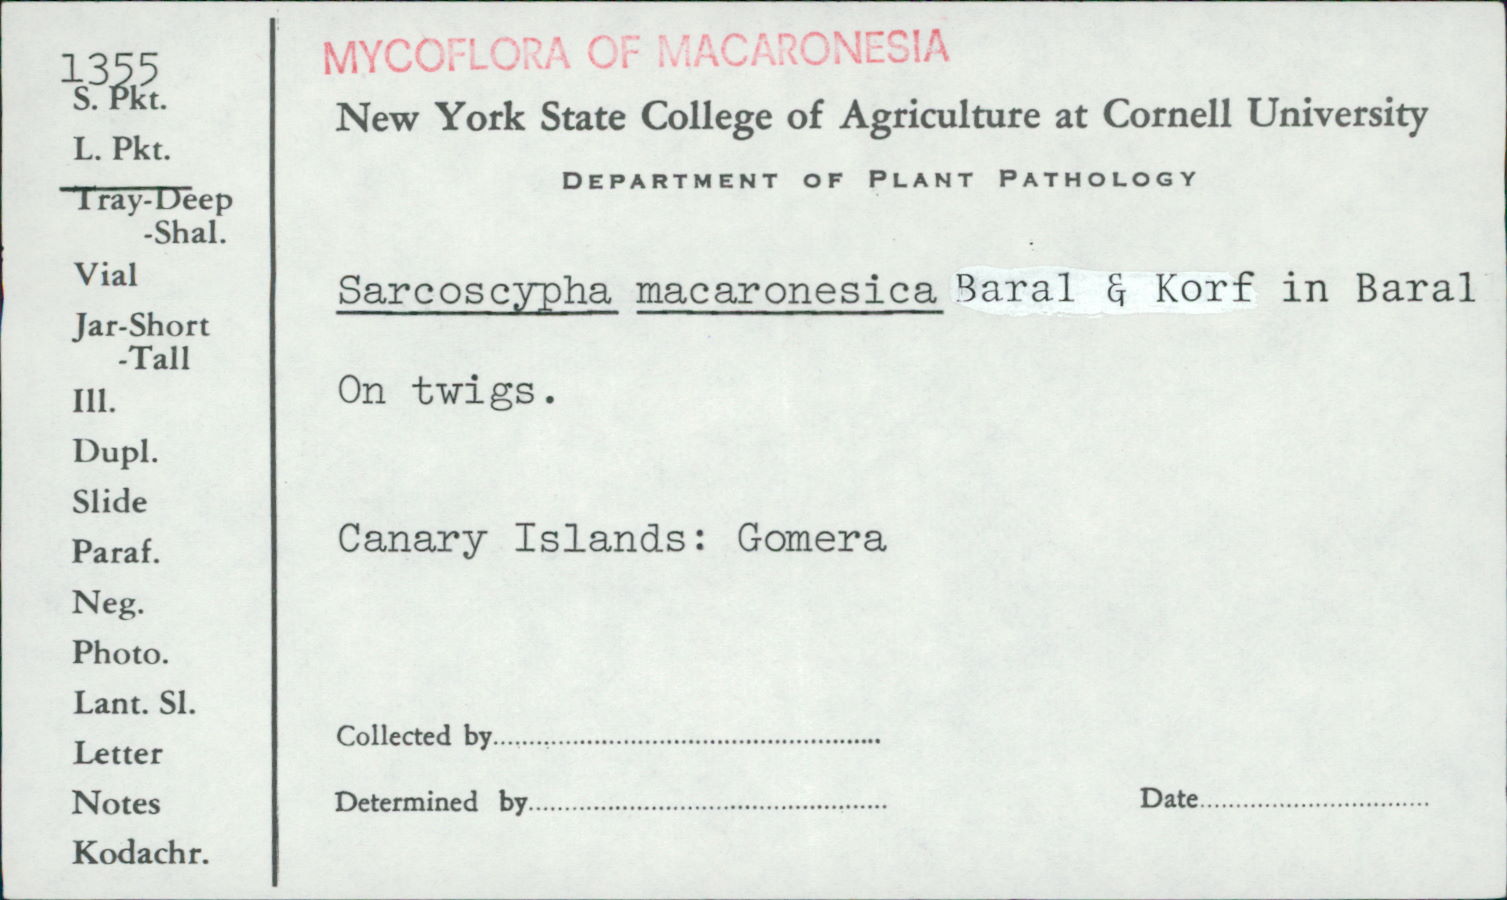 1355
S. Pkt.
L. Pkt.
Tray-Deep
-Shal.
Vial
Jar-Short
-Tall
Ill.
Dupl.
Slide
Paraf.
Neg.
Photo.
Lant. Sl.
Letter
Notes
Kodachr.
MYCOFLORA OF MACARONESIA
New York State College of Agriculture at Cornell University
DEPARTMENT OF PLANT PATHOLOGY
Sarcoscypha macaronesica Baral & Korf in Baral
On twigs.
Canary Islands: Gomera
Collected by
Determined by
Date